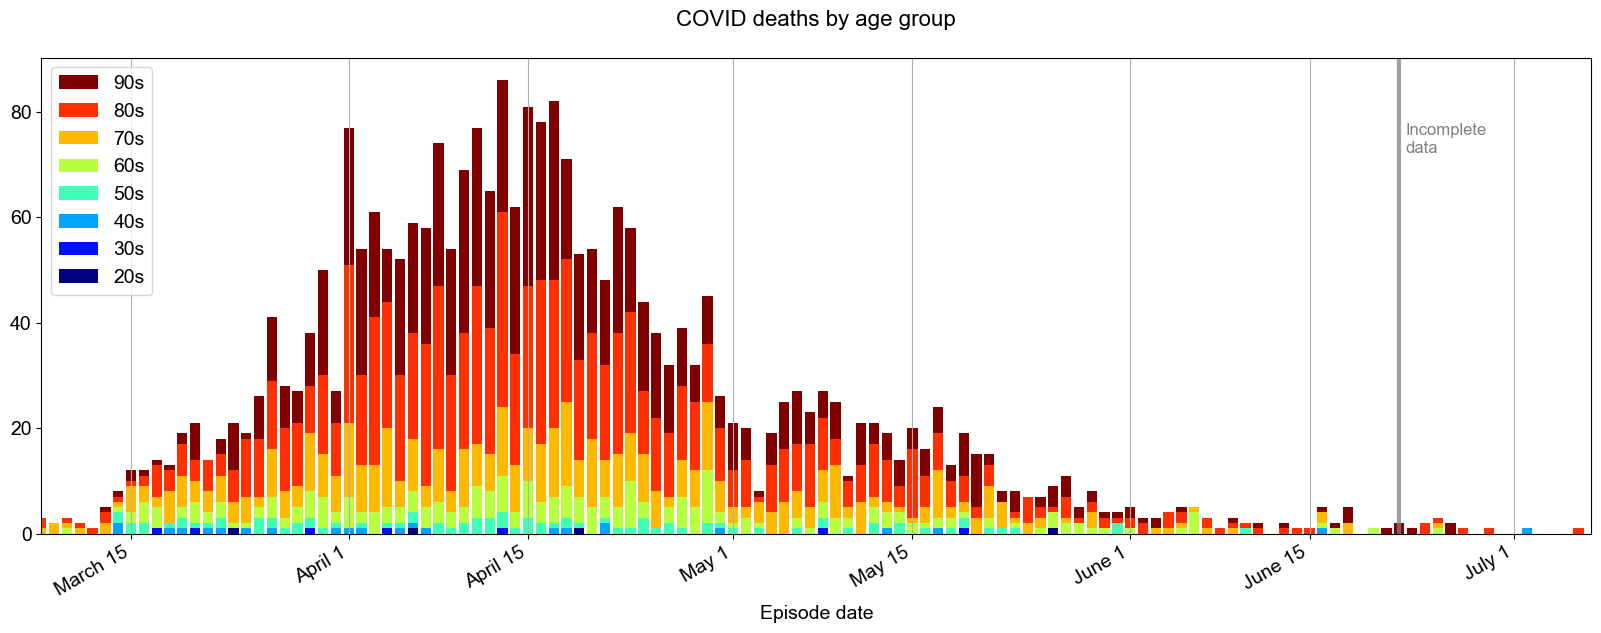 COVID deaths by age group
90s
80s
70s
60s
50s
40s
30s
20s
80
60
40
20
0
Incomplete
data
March 15
April 1
April 15
May 1
May 15
June 1
June 15
July 1
Episode date